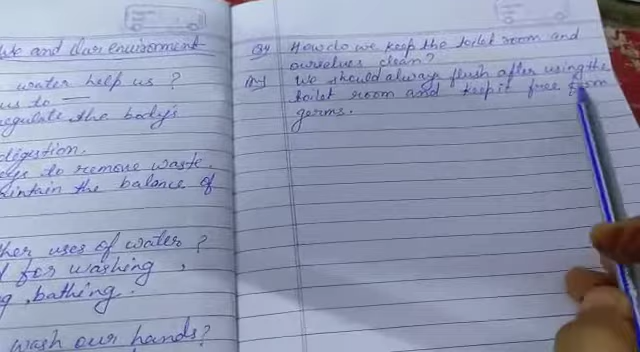 We and Our environment
water help us?
us to —
regulate the body's
digestion.
to remove waste.
maintain the balance of
other uses of water?
for washing,
, bathing.
wash our hands?
Q4 How do we keep the toilet room and
ourselves clean?
Ans We should always flush after using the
toilet room and keep it free from
germs.